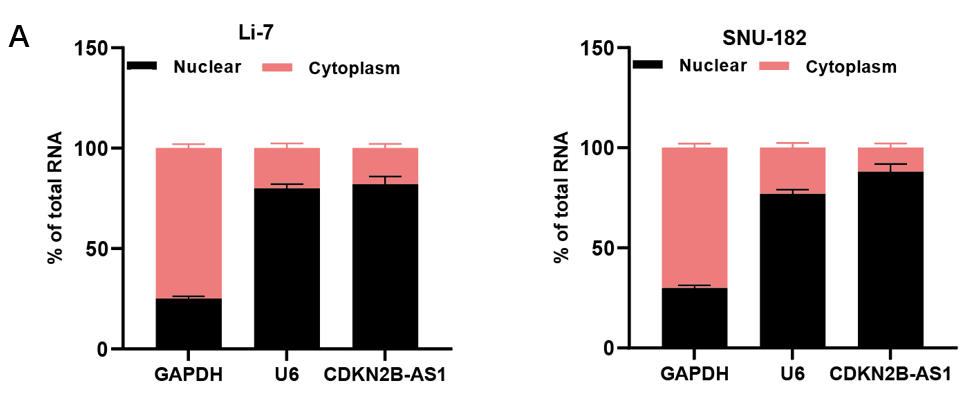 A
Li-7
150
Nuclear
Cytoplasm
100
50
0
% of total RNA
GAPDH
U6
CDKN2B-AS1
SNU-182
150
Nuclear
Cytoplasm
100
50
0
% of total RNA
GAPDH
U6
CDKN2B-AS1